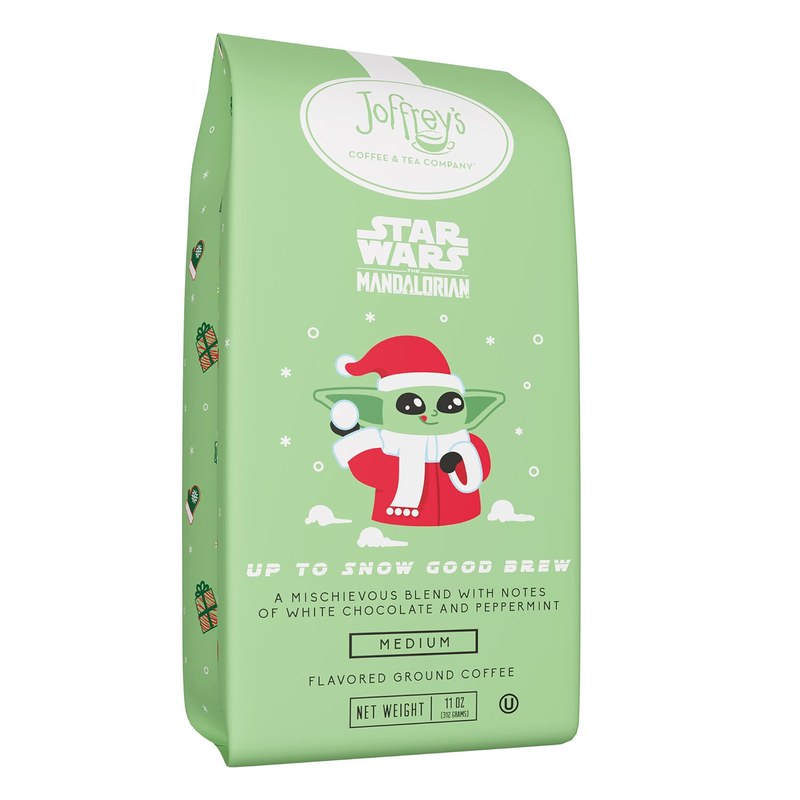 Joffrey's
COFFEE & TEA COMPANY
STAR
WARS
THE
MANDALORIAN
UP TO SNOW GOOD BREW
A MISCHIEVOUS BLEND WITH NOTES
OF WHITE CHOCOLATE AND PEPPERMINT
MEDIUM
FLAVORED GROUND COFFEE
NET WEIGHT 11 OZ
(312 GRAMS)
U